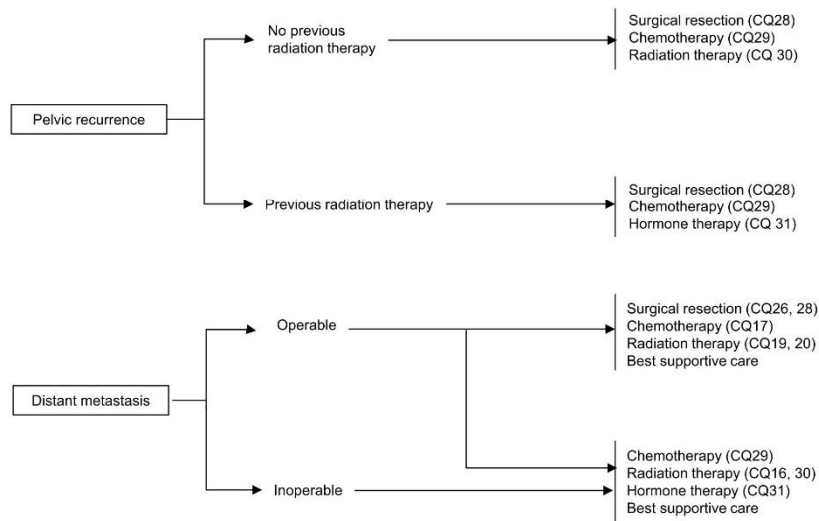 No previous
radiation therapy
Surgical resection (CQ28)
Chemotherapy (CQ29)
Radiation therapy (CQ 30)
Pelvic recurrence
Previous radiation therapy
Surgical resection (CQ28)
Chemotherapy (CQ29)
Hormone therapy (CQ 31)
Operable
Surgical resection (CQ26, 28)
Chemotherapy (CQ17)
Radiation therapy (CQ19, 20)
Best supportive care
Distant metastasis
Inoperable
Chemotherapy (CQ29)
Radiation therapy (CQ16, 30)
Hormone therapy (CQ31)
Best supportive care